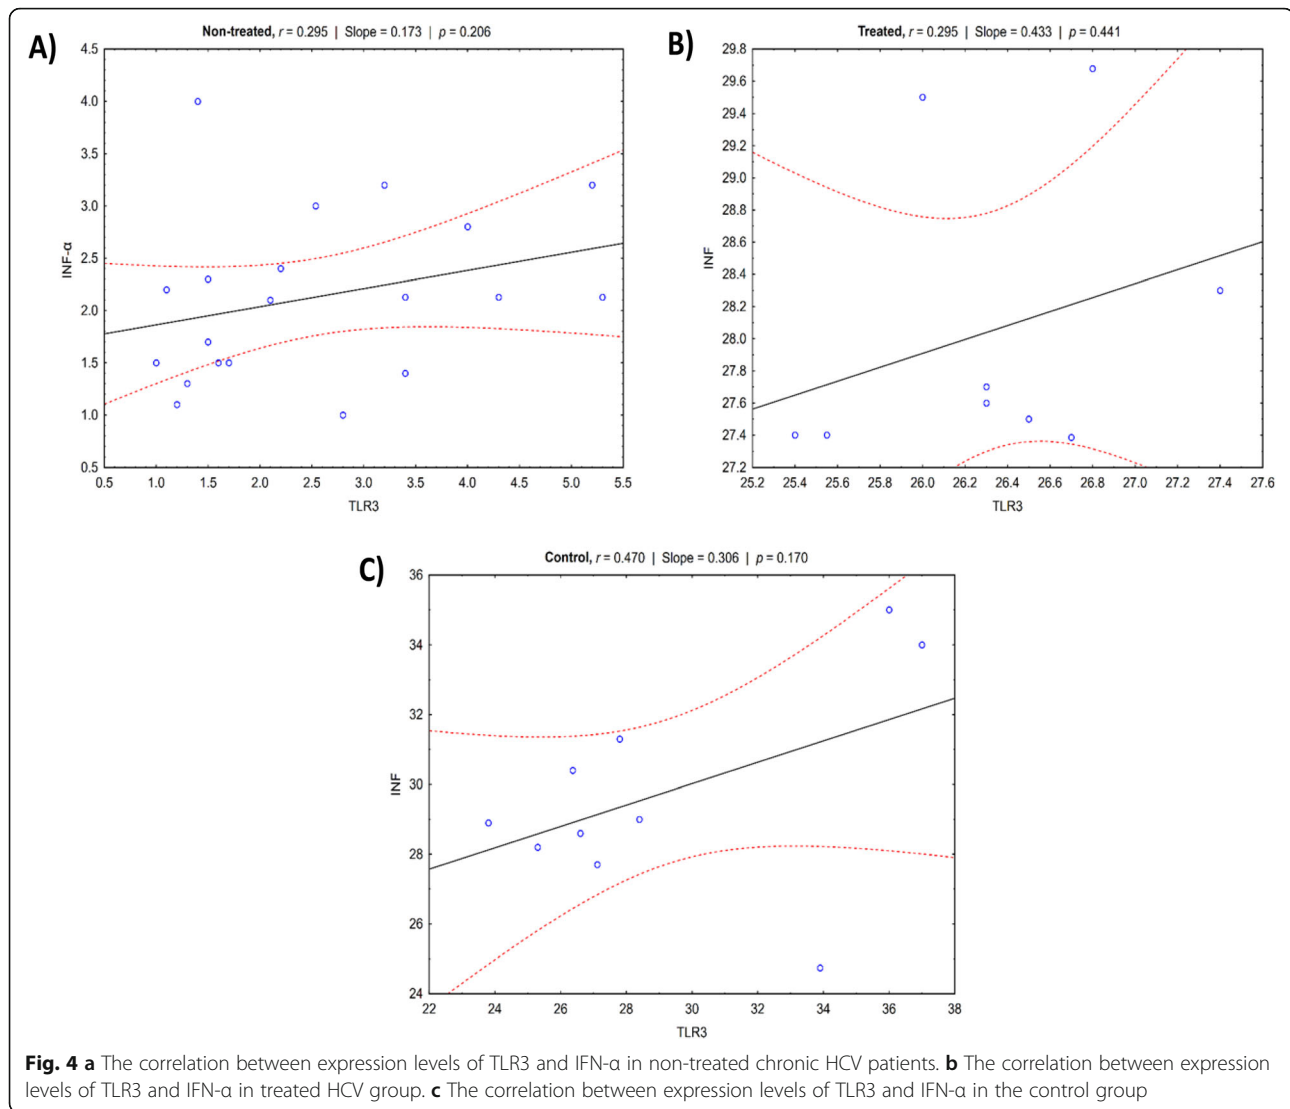 A)
Non-treated, r = 0.295 | Slope = 0.173 | p = 0.206
4.5
4.0
3.5
3.0
2.5
2.0
1.5
1.0
0.5
INF-α
0.5 1.0 1.5 2.0 2.5 3.0 3.5 4.0 4.5 5.0 5.5
TLR3
B)
Treated, r = 0.295 | Slope = 0.433 | p = 0.441
29.8
29.6
29.4
29.2
29.0
28.8
28.6
28.4
28.2
28.0
27.8
27.6
27.4
27.2
INF
25.2 25.4 25.6 25.8 26.0 26.2 26.4 26.6 26.8 27.0 27.2 27.4 27.6
TLR3
C)
Control, r = 0.470 | Slope = 0.306 | p = 0.170
36
34
32
30
28
26
24
INF
22 24 26 28 30 32 34 36 38
TLR3
Fig. 4 a The correlation between expression levels of TLR3 and IFN-α in non-treated chronic HCV patients. b The correlation between expression
levels of TLR3 and IFN-α in treated HCV group. c The correlation between expression levels of TLR3 and IFN-α in the control group